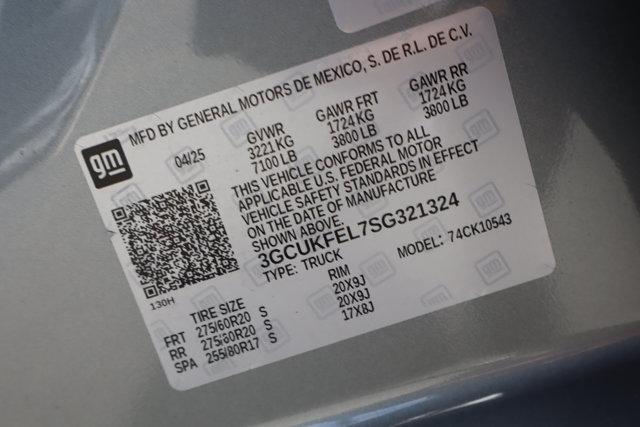 MFD BY GENERAL MOTORS DE MEXICO, S. DE R.L. DE C.V.
gm
04/25
GVWR GAWR FRT GAWR RR
3221 KG 1724 KG 1724 KG
7100 LB 3800 LB 3800 LB
THIS VEHICLE CONFORMS TO ALL
APPLICABLE U.S. FEDERAL MOTOR
VEHICLE SAFETY STANDARDS IN EFFECT
ON THE DATE OF MANUFACTURE
SHOWN ABOVE.
3GCUKFEL7SG321324
TYPE: TRUCK MODEL: 74CK10543
130H
TIRE SIZE RIM
FRT 275/60R20 S 20X9J
RR 275/60R20 S 20X9J
SPA 255/80R17 S 17X8J